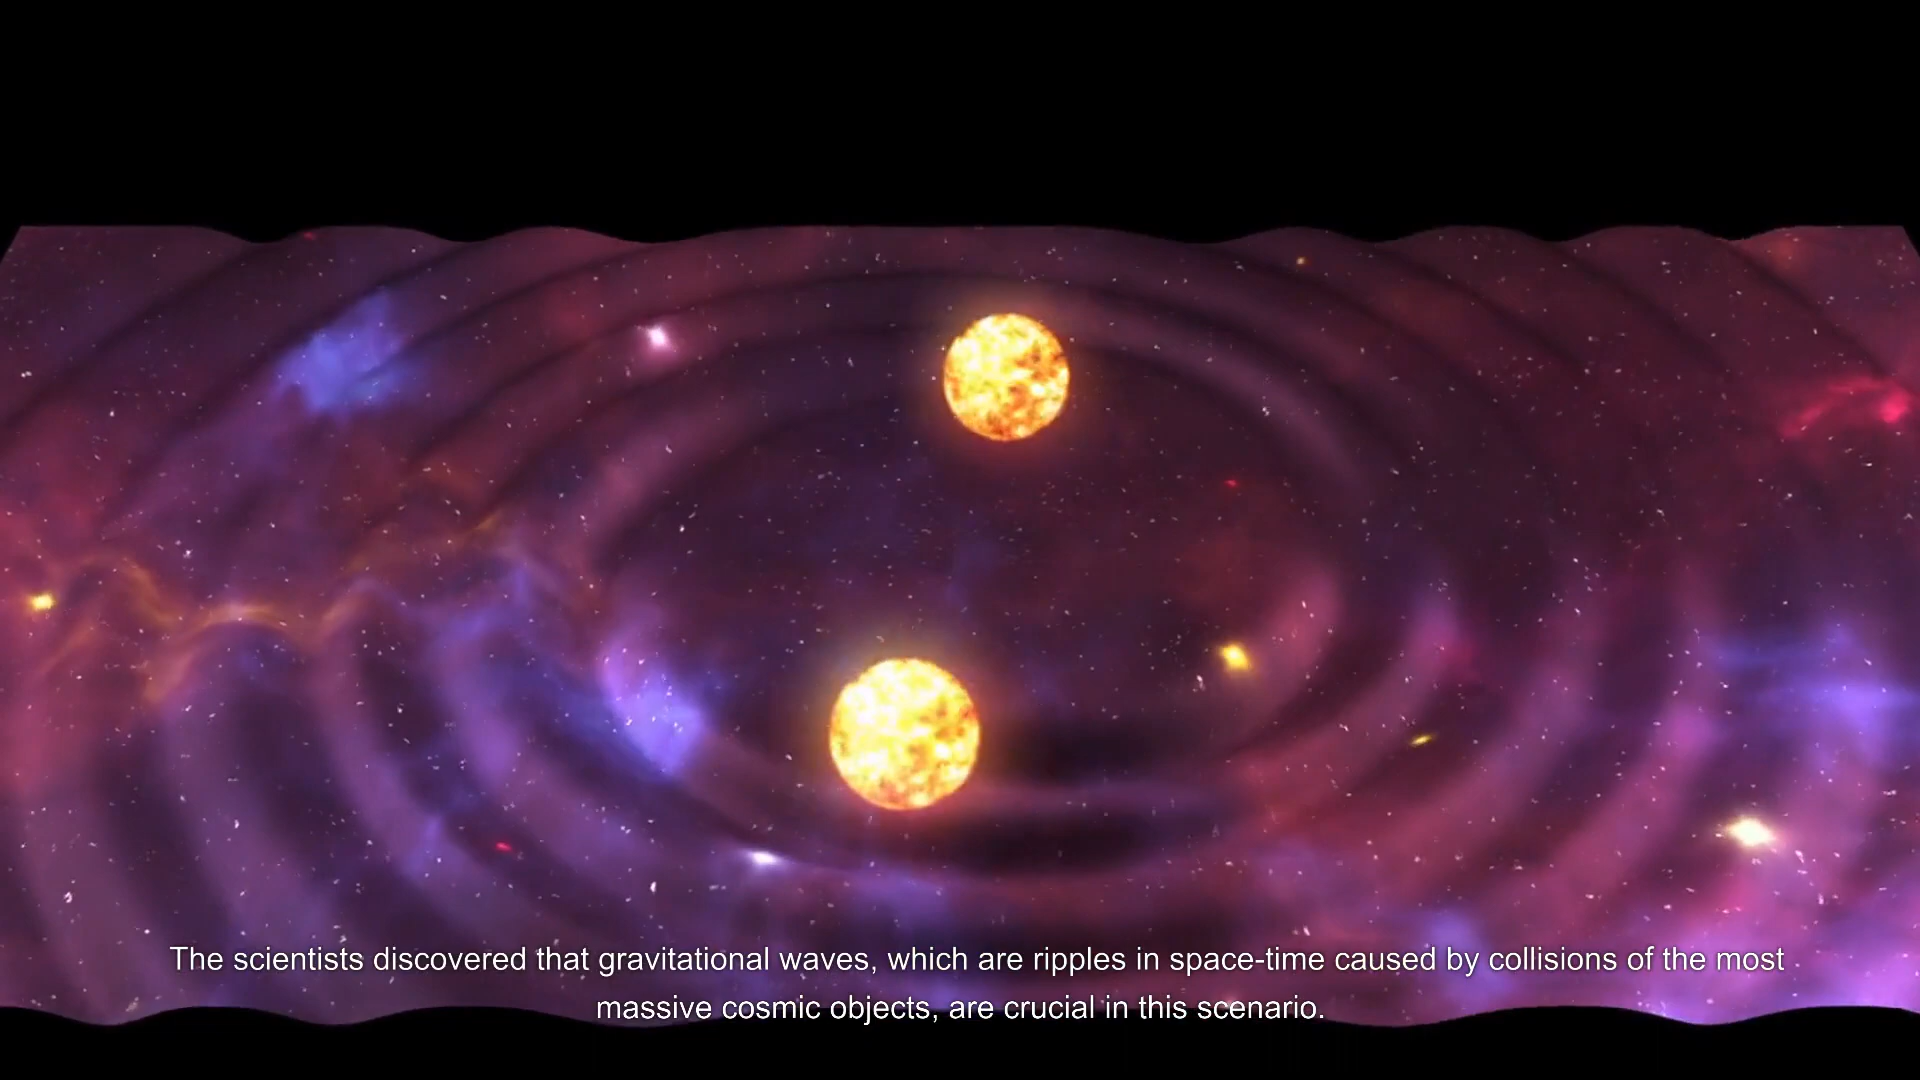 The scientists discovered that gravitational waves, which are ripples in space-time caused by collisions of the most
massive cosmic objects, are crucial in this scenario.